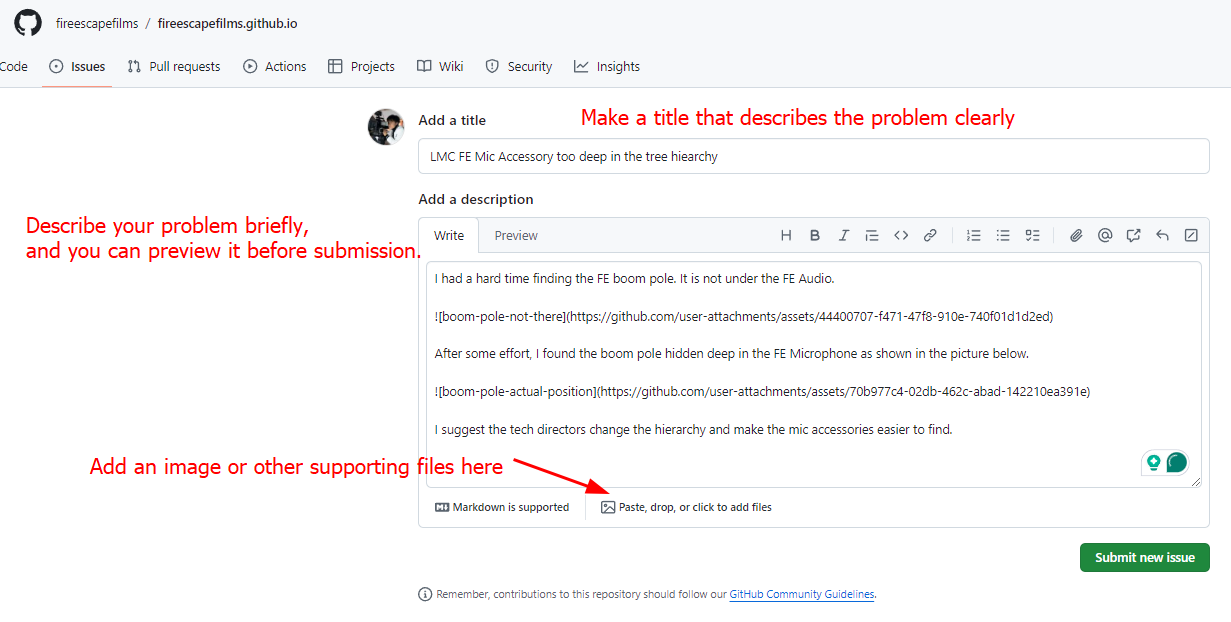 fireescapefilms / fireescapefilms.github.io
Code Issues Pull requests Actions Projects Wiki Security Insights
Add a title
Make a title that describes the problem clearly
LMC FE Mic Accessory too deep in the tree hiearchy
Add a description
Describe your problem briefly,
and you can preview it before submission.
Write Preview
I had a hard time finding the FE boom pole. It is not under the FE Audio.
![boom-pole-not-there](https://github.com/user-attachments/assets/44400707-f471-47f8-910e-740f01d1d2ed)
After some effort, I found the boom pole hidden deep in the FE Microphone as shown in the picture below.
![boom-pole-actual-position](https://github.com/user-attachments/assets/70b977c4-02db-462c-abad-142210ea391e)
I suggest the tech directors change the hierarchy and make the mic accessories easier to find.
Add an image or other supporting files here
Markdown is supported
Paste, drop, or click to add files
Submit new issue
Remember, contributions to this repository should follow our GitHub Community Guidelines.